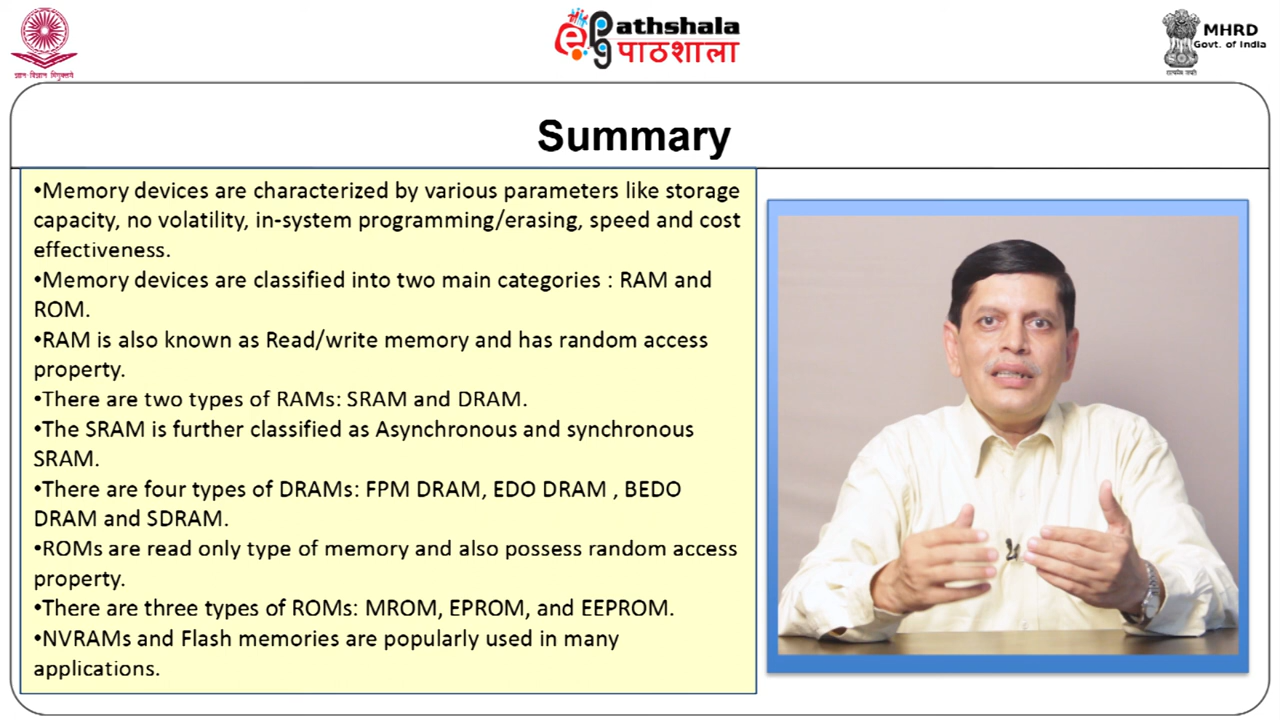 ज्ञान-विज्ञान विमुक्तये
ePG Pathshala
पाठशाला
MHRD
Govt. of India
सत्यमेव जयते
Summary
•Memory devices are characterized by various parameters like storage
capacity, no volatility, in-system programming/erasing, speed and cost
effectiveness.
•Memory devices are classified into two main categories : RAM and
ROM.
•RAM is also known as Read/write memory and has random access
property.
•There are two types of RAMs: SRAM and DRAM.
•The SRAM is further classified as Asynchronous and synchronous
SRAM.
•There are four types of DRAMs: FPM DRAM, EDO DRAM , BEDO
DRAM and SDRAM.
•ROMs are read only type of memory and also possess random access
property.
•There are three types of ROMs: MROM, EPROM, and EEPROM.
•NVRAMs and Flash memories are popularly used in many
applications.